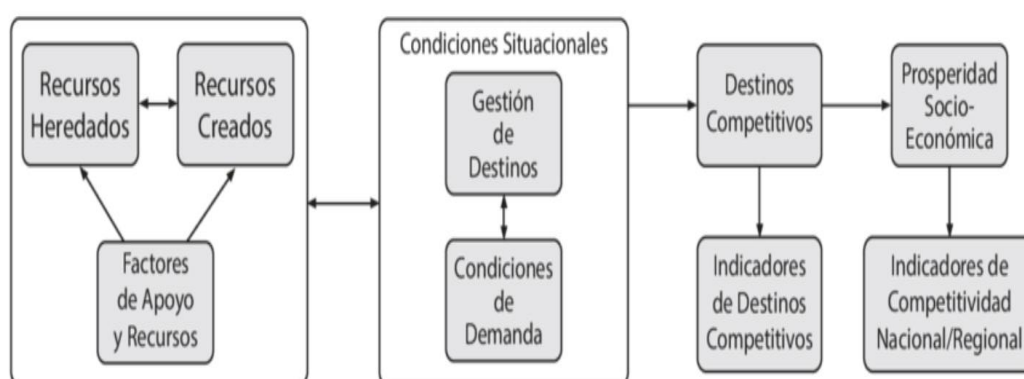 Recursos
Heredados
Recursos
Creados
Factores
de Apoyo
y Recursos
Condiciones Situacionales
Gestión
de
Destinos
Condiciones
de
Demanda
Destinos
Competitivos
Prosperidad
Socio-
Económica
Indicadores
de Destinos
Competitivos
Indicadores de
Competitividad
Nacional/Regional